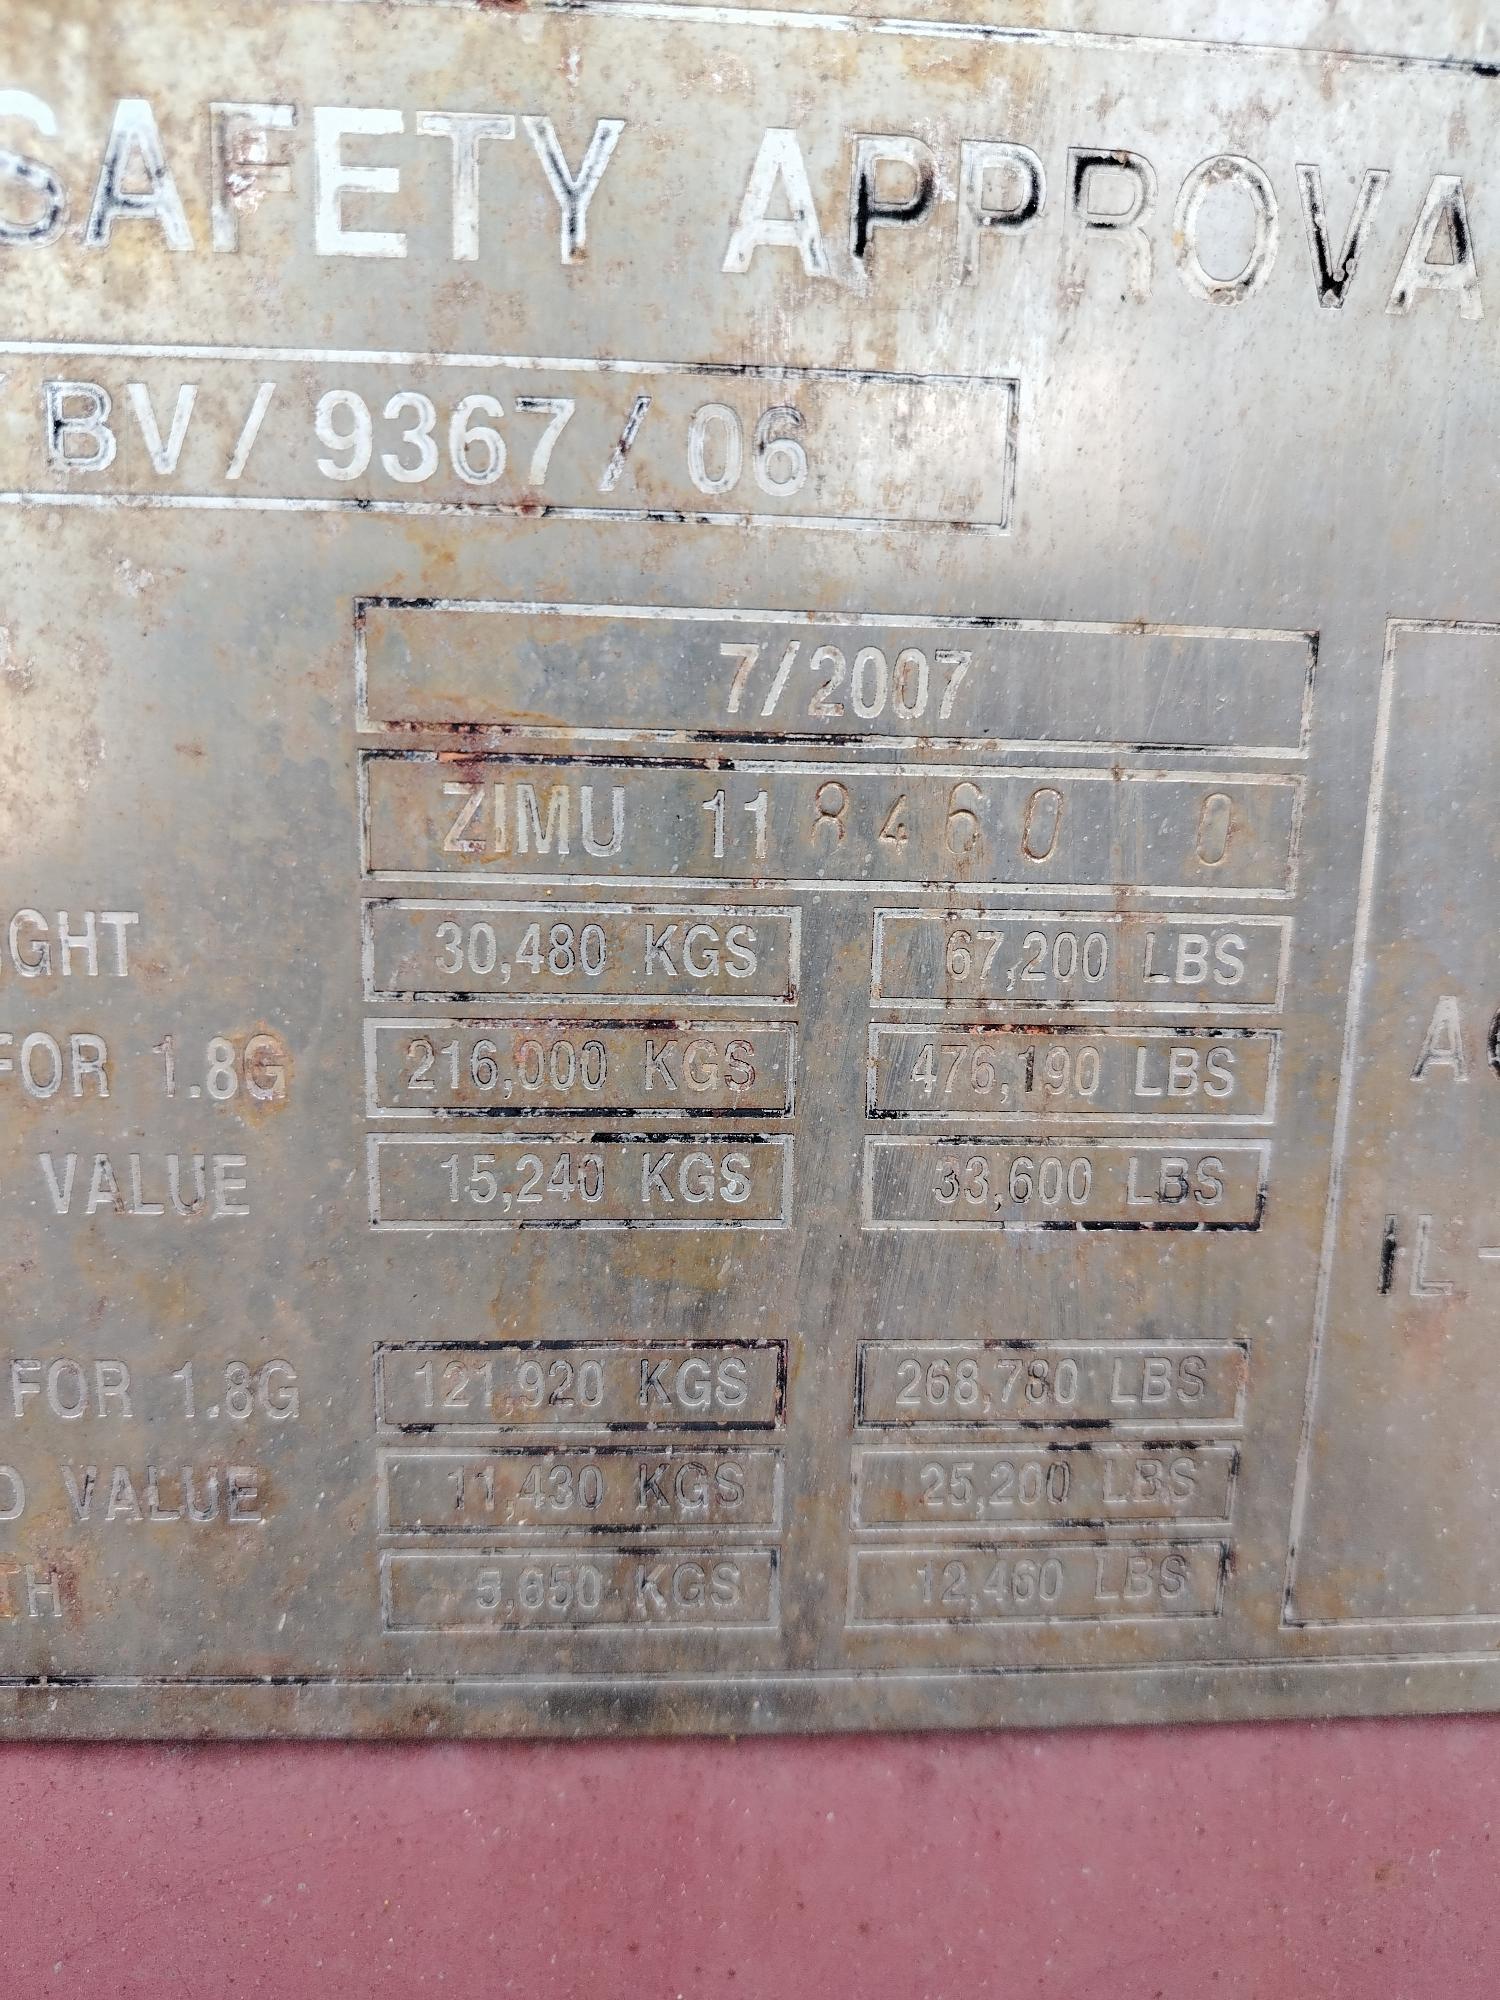 SAFETY APPROVA
BV/9367/06
7/2007
ZIMU 118460 0
GHT 30,480 KGS 67,200 LBS
FOR 1.8G 216,000 KGS 476,190 LBS
VALUE 15,240 KGS 33,600 LBS
FOR 1.8G 121,920 KGS 268,780 LBS
D VALUE 11,430 KGS 25,200 LBS
TH 5,650 KGS 12,460 LBS
A
IL-